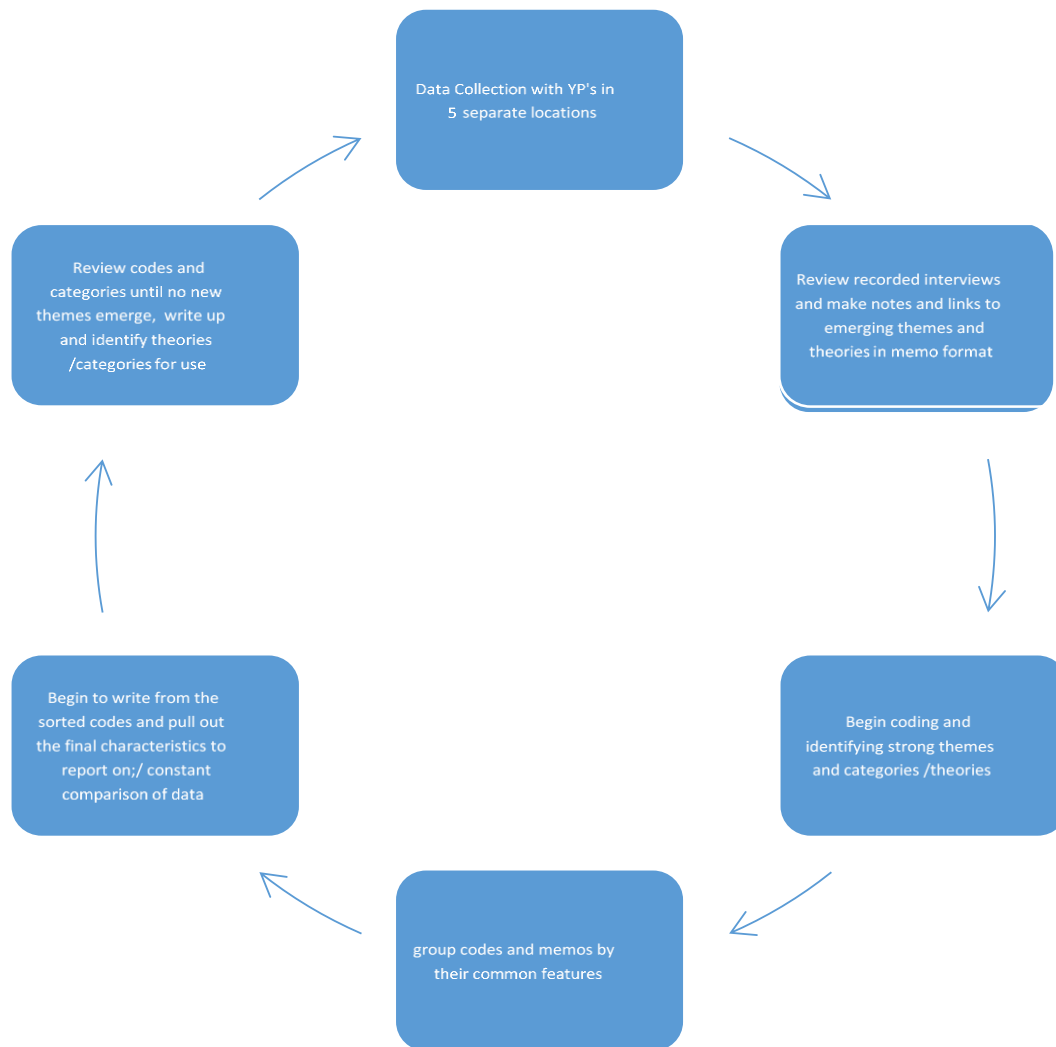 Data Collection with YP's in
5 separate locations
Review recorded interviews
and make notes and links to
emerging themes and
theories in memo format
Begin coding and
identifying strong themes
and categories /theories
group codes and memos by
their common features
Begin to write from the
sorted codes and pull out
the final characteristics to
report on;/ constant
comparison of data
Review codes and
categories until no new
themes emerge, write up
and identify theories
/categories for use